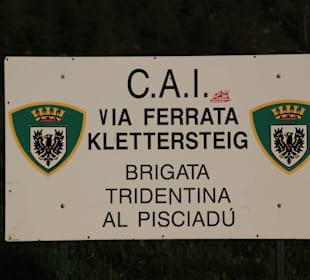 C.A.I.
VIA FERRATA
KLETTERSTEIG
BRIGATA
TRIDENTINA
AL PISCIADÚ